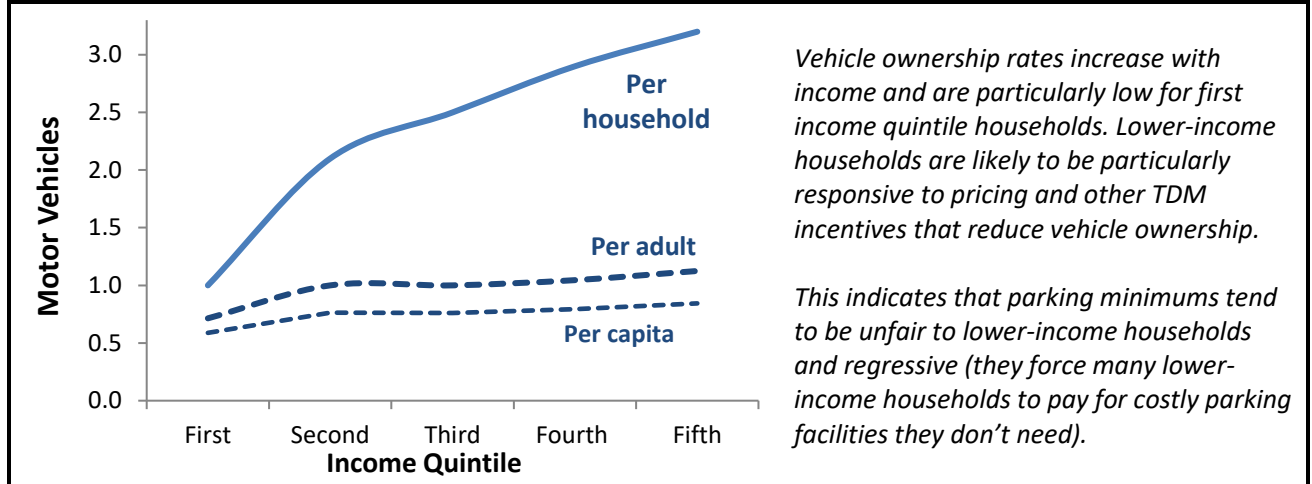 3.0
2.5
2.0
1.5
1.0
0.5
0.0
Motor Vehicles
Per
household
Per adult
Per capita
First Second Third Fourth Fifth
Income Quintile
Vehicle ownership rates increase with
income and are particularly low for first
income quintile households. Lower-income
households are likely to be particularly
responsive to pricing and other TDM
incentives that reduce vehicle ownership.
This indicates that parking minimums tend
to be unfair to lower-income households
and regressive (they force many lower-
income households to pay for costly parking
facilities they don’t need).